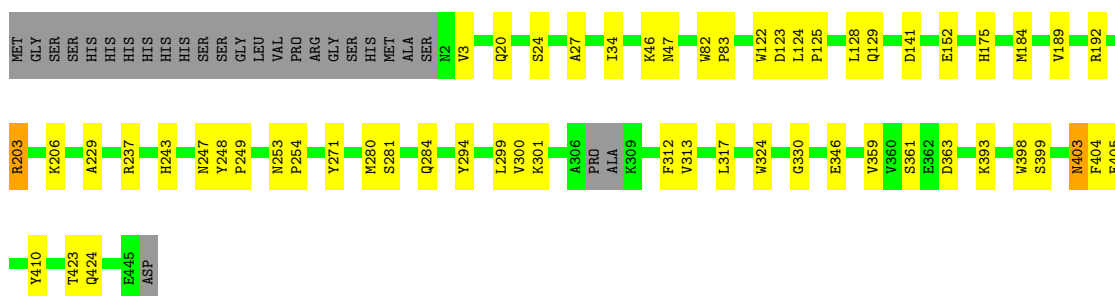 MET GLY SER SER HIS HIS HIS HIS HIS HIS SER SER GLY LEU VAL PRO ARG GLY SER HIS MET ALA SER N2 V3 Q20 S24 A27 I34 K46 N47 W82 P83 W122 D123 L124 P125 L128 Q129 D141 E152 H175 M184 V189 R192
R203 K206 A229 R237 H243 N247 Y248 P249 N253 P254 Y271 M280 S281 Q284 Y294 L299 V300 K301 A306 PRO ALA K309 F312 V313 L317 W324 G330 E346 V359 V360 S361 E362 D363 K393 W398 S399 N403 F404
Y410 T423 Q424 E445 ASP